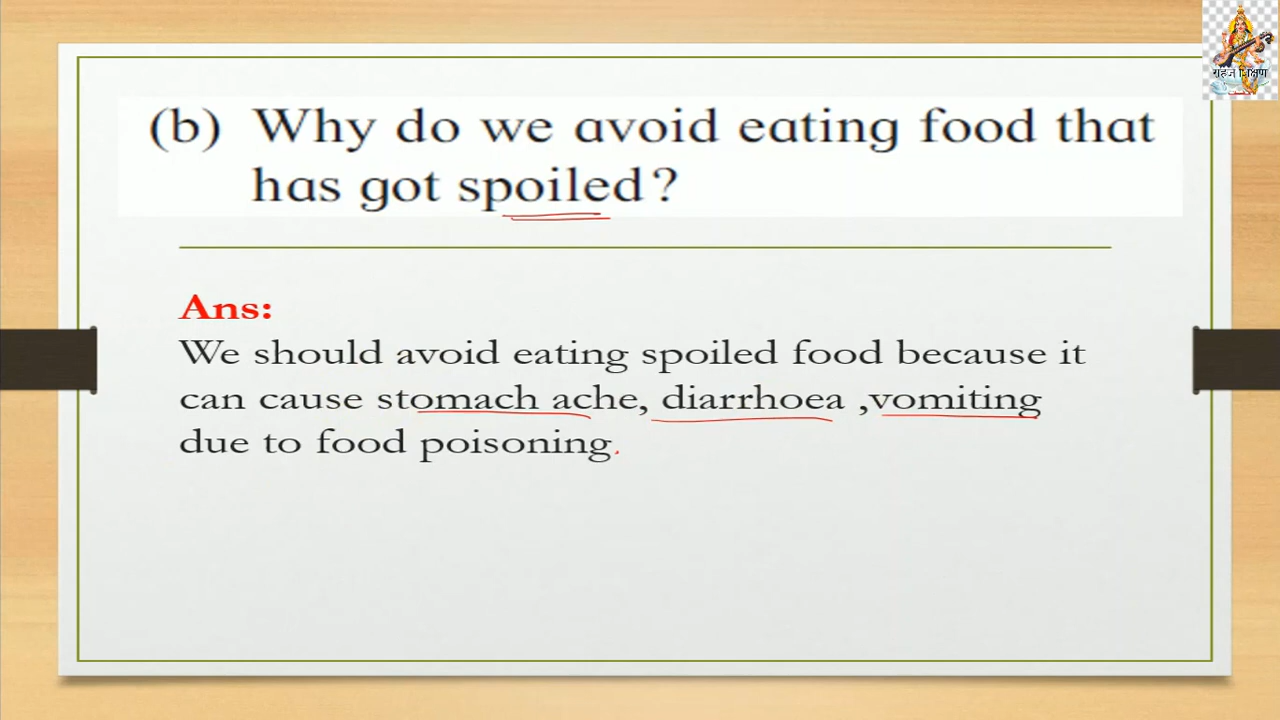 (b) Why do we avoid eating food that
has got spoiled?
Ans:
We should avoid eating spoiled food because it
can cause stomach ache, diarrhoea ,vomiting
due to food poisoning.